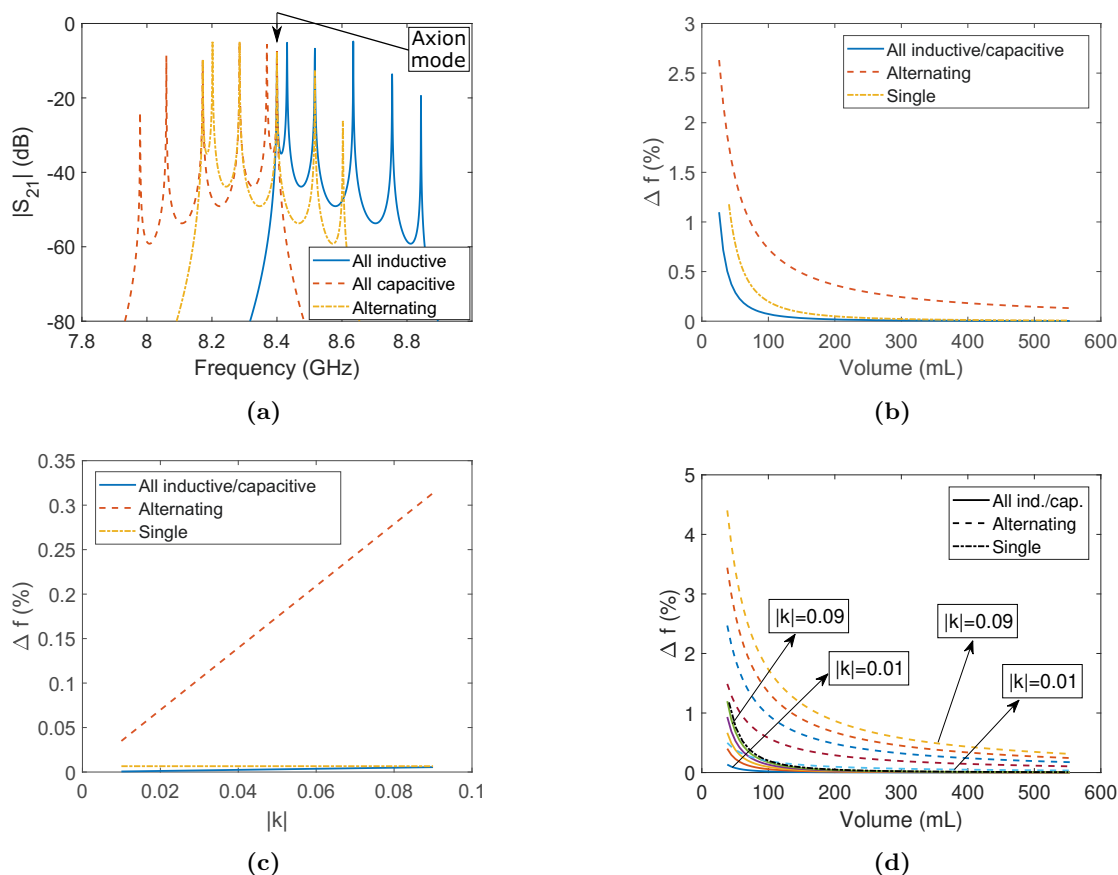 0
-20
-40
-60
-80
|S21| (dB)
7.8
8
8.2
8.4
8.6
8.8
Frequency (GHz)
Axion
mode
All inductive
All capacitive
Alternating
(a)
3
2.5
2
1.5
1
0.5
0
Δ f (%)
0
100
200
300
400
500
600
Volume (mL)
All inductive/capacitive
Alternating
Single
(b)
0.35
0.3
0.25
0.2
0.15
0.1
0.05
0
Δ f (%)
0
0.02
0.04
0.06
0.08
0.1
|k|
All inductive/capacitive
Alternating
Single
(c)
5
4
3
2
1
0
Δ f (%)
0
100
200
300
400
500
600
Volume (mL)
All ind./cap.
Alternating
Single
|k|=0.09
|k|=0.09
|k|=0.01
|k|=0.01
(d)